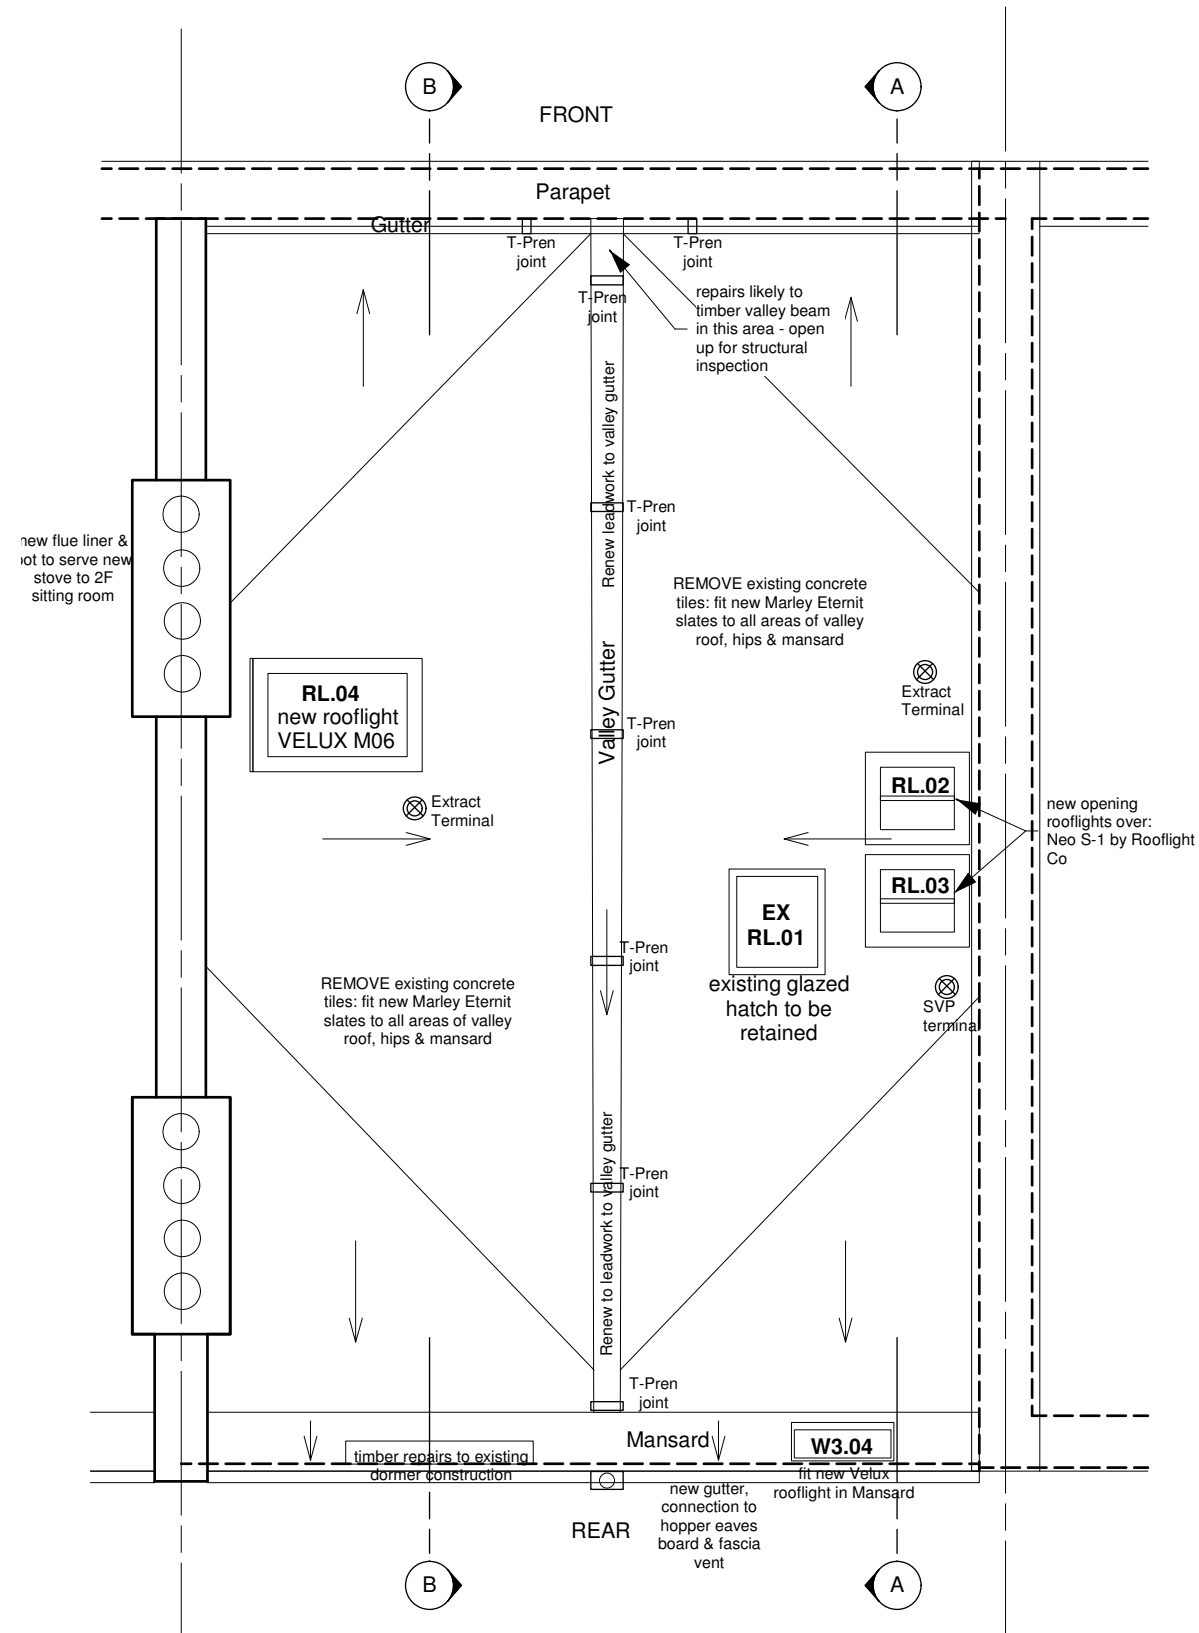 B
A
FRONT
Parapet
Gutter
T-Pren
joint
T-Pren
joint
T-Pren
joint
repairs likely to
timber valley beam
in this area - open
up for structural
inspection
Renew leadwork to valley gutter
T-Pren
joint
new flue liner &
pot to serve new
stove to 2F
sitting room
REMOVE existing concrete
tiles: fit new Marley Eternit
slates to all areas of valley
roof, hips & mansard
Valley Gutter
RL.04
new rooflight
VELUX M06
Extract
Terminal
T-Pren
joint
RL.02
Extract
Terminal
new opening
rooflights over:
Neo S-1 by Rooflight
Co
RL.03
EX
RL.01
existing glazed
hatch to be
retained
T-Pren
joint
REMOVE existing concrete
tiles: fit new Marley Eternit
slates to all areas of valley
roof, hips & mansard
SVP
terminal
Renew to leadwork to valley gutter
T-Pren
joint
T-Pren
joint
Mansard
W3.04
timber repairs to existing
dormer construction
fit new Velux
rooflight in Mansard
new gutter,
connection to
hopper eaves
board & fascia
vent
REAR
B
A